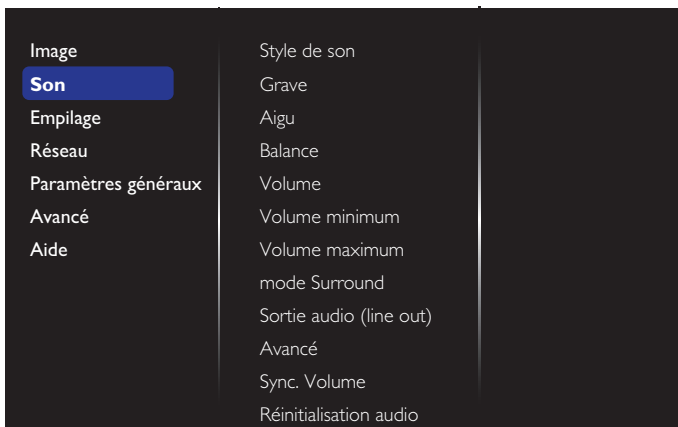 Image
Son
Empilage
Réseau
Paramètres généraux
Avancé
Aide
Style de son
Grave
Aigu
Balance
Volume
Volume minimum
Volume maximum
mode Surround
Sortie audio (line out)
Avancé
Sync. Volume
Réinitialisation audio